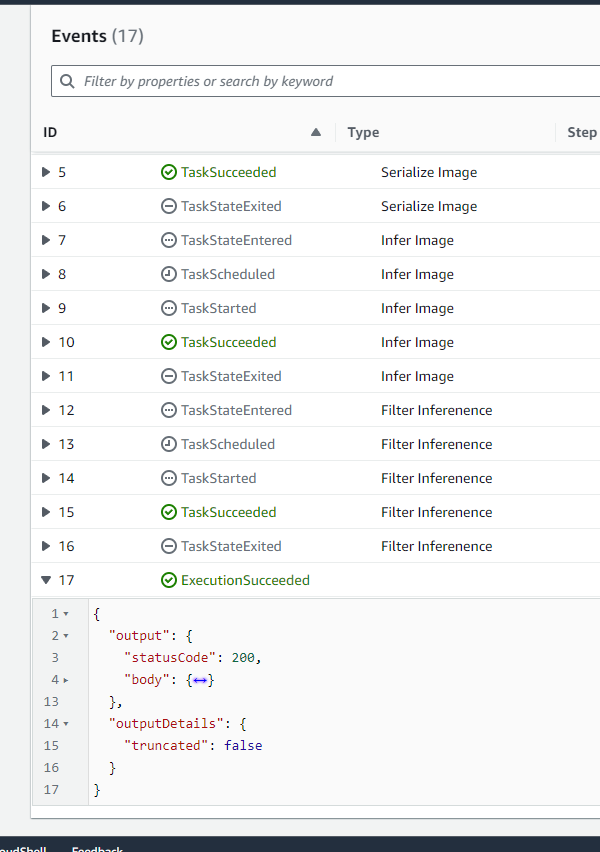 Events (17)
Filter by properties or search by keyword
ID Type Step
5 TaskSucceeded Serialize Image
6 TaskStateExited Serialize Image
7 TaskStateEntered Infer Image
8 TaskScheduled Infer Image
9 TaskStarted Infer Image
10 TaskSucceeded Infer Image
11 TaskStateExited Infer Image
12 TaskStateEntered Filter Inferenence
13 TaskScheduled Filter Inferenence
14 TaskStarted Filter Inferenence
15 TaskSucceeded Filter Inferenence
16 TaskStateExited Filter Inferenence
17 ExecutionSucceeded
1 {
2 "output": {
3 "statusCode": 200,
4 "body": {↔}
13 },
14 "outputDetails": {
15 "truncated": false
16 }
17 }
oudShell Feedback